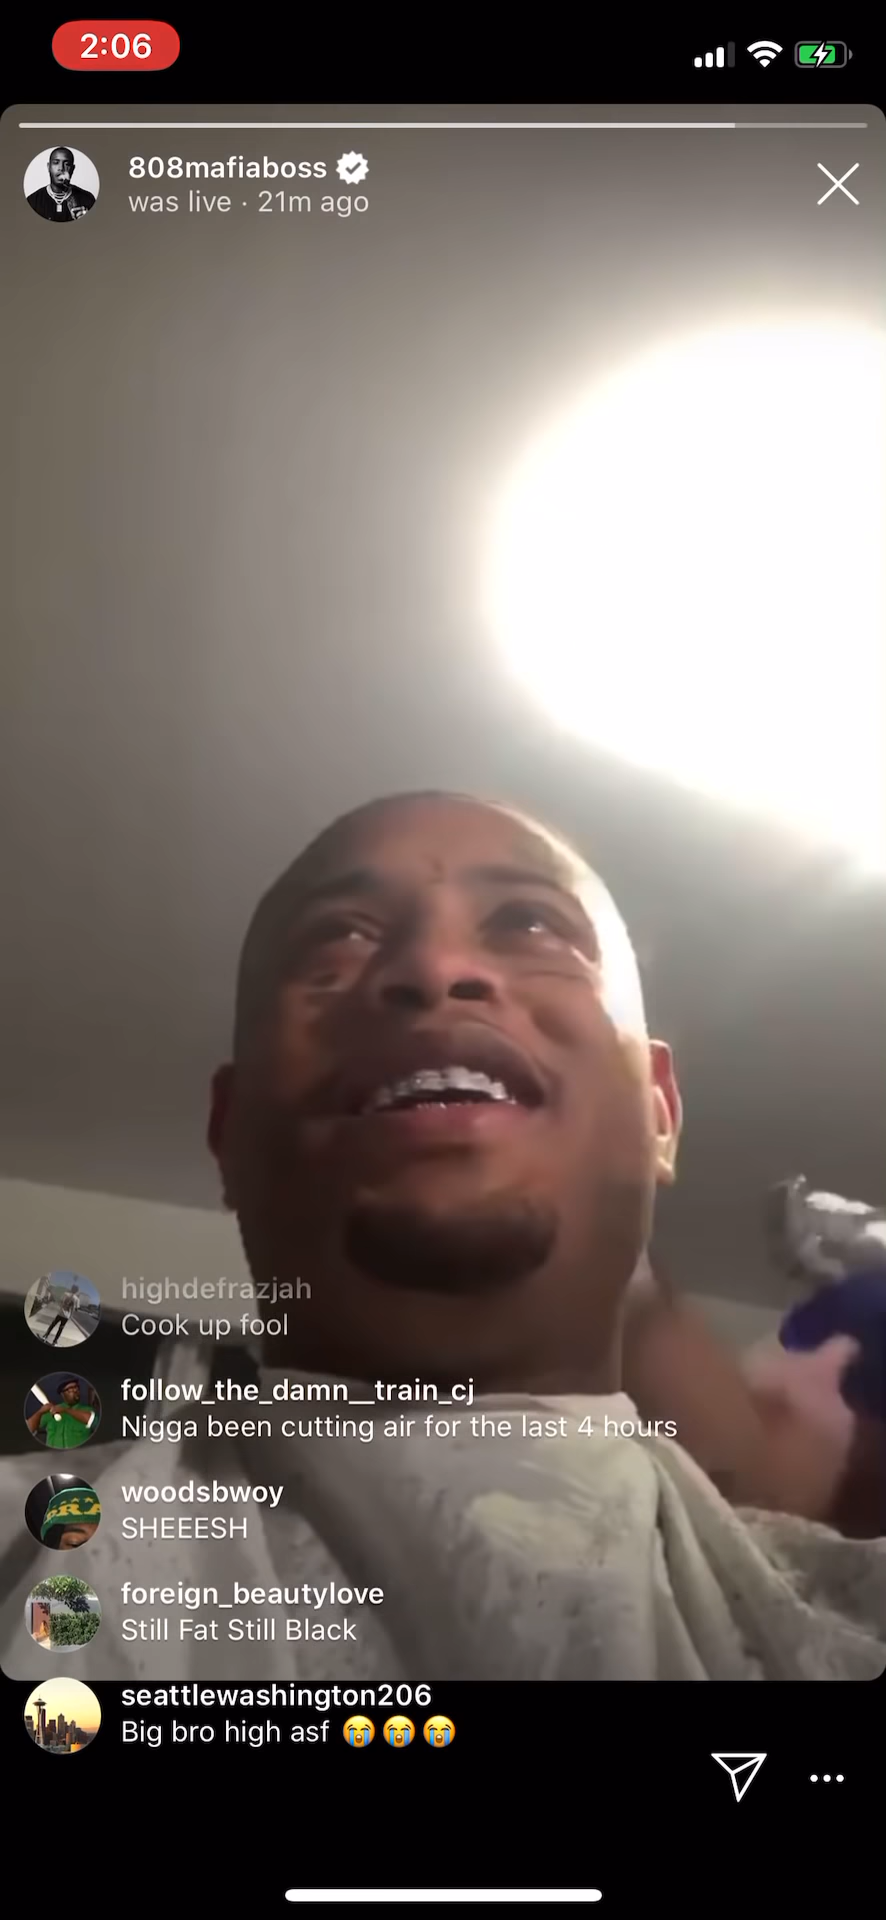 2:06
808mafiaboss
was live · 21m ago
highdefrazjah
Cook up fool
follow_the_damn__train_cj
Nigga been cutting air for the last 4 hours
woodsbwoy
SHEEESH
foreign_beautylove
Still Fat Still Black
seattlewashington206
Big bro high asf 😭😭😭